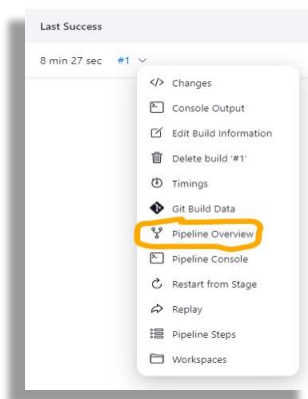 Last Success
8 min 27 sec #1
Changes
Console Output
Edit Build Information
Delete build '#1'
Timings
Git Build Data
Pipeline Overview
Pipeline Console
Restart from Stage
Replay
Pipeline Steps
Workspaces